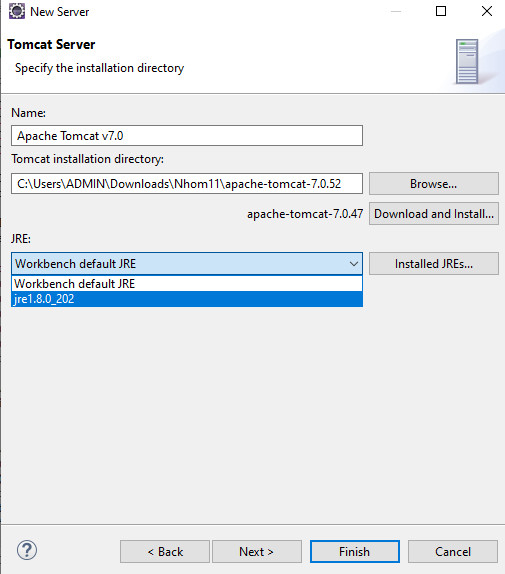 New Server
Tomcat Server
Specify the installation directory
Name:
Apache Tomcat v7.0
Tomcat installation directory:
C:\Users\ADMIN\Downloads\Nhom11\apache-tomcat-7.0.52
Browse...
apache-tomcat-7.0.47
Download and Install...
JRE:
Workbench default JRE
Installed JREs...
Workbench default JRE
jre1.8.0_202
?
< Back
Next >
Finish
Cancel